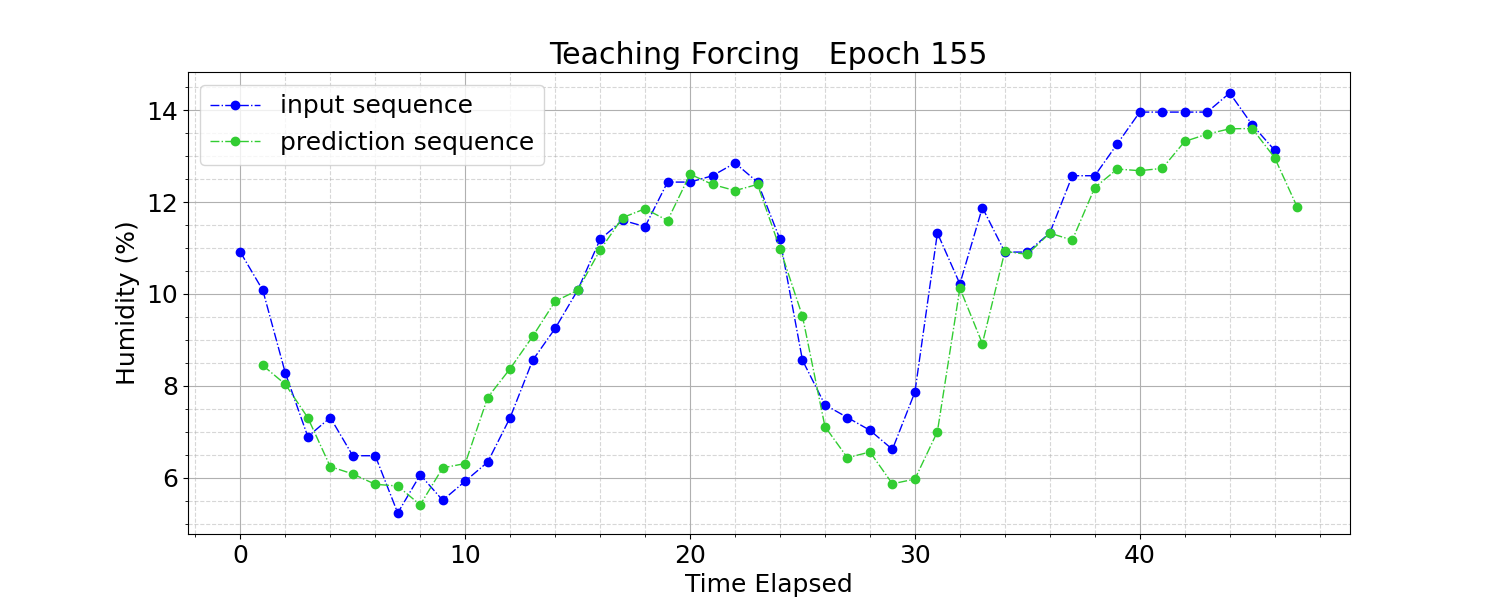 Teaching Forcing   Epoch 155
input sequence
prediction sequence
Humidity (%)
14
12
10
8
6
0 10 20 30 40
Time Elapsed